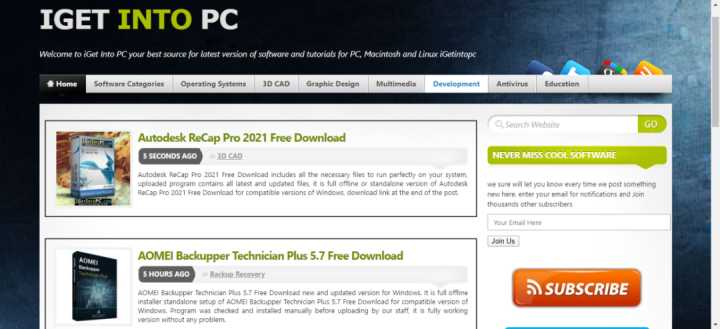 IGET INTO PC
Welcome to iGet Into PC your best source for latest version of software and tutorials for PC, Macintosh and Linux iGetintopc
Home Software Categories Operating Systems 3D CAD Graphic Design Multimedia Development Antivirus Education
Autodesk ReCap Pro 2021 Free Download
5 SECONDS AGO in 3D CAD
Autodesk ReCap Pro 2021 Free Download includes all the necessary files to run perfectly on your system,
uploaded program contains all latest and updated files, it is full offline or standalone version of Autodesk
ReCap Pro 2021 Free Download for compatible versions of Windows, download link at the end of the post.
AOMEI
Backupper
Technician
Plus
AOMEI Backupper Technician Plus 5.7 Free Download
5 HOURS AGO in Backup Recovery
AOMEI Backupper Technician Plus 5.7 Free Download new and updated version for Windows. It is full offline
installer standalone setup of AOMEI Backupper Technician Plus 5.7 Free Download for compatible version of
Windows. Program was checked and installed manually before uploading by our staff, it is fully working
version without any problem.
Search Website GO
NEVER MISS COOL SOFTWARE
we sure will let you know every time we post something
new here, enter your email for notifications and Join
thousands other subscribers
Your Email Here
Join Us
SUBSCRIBE